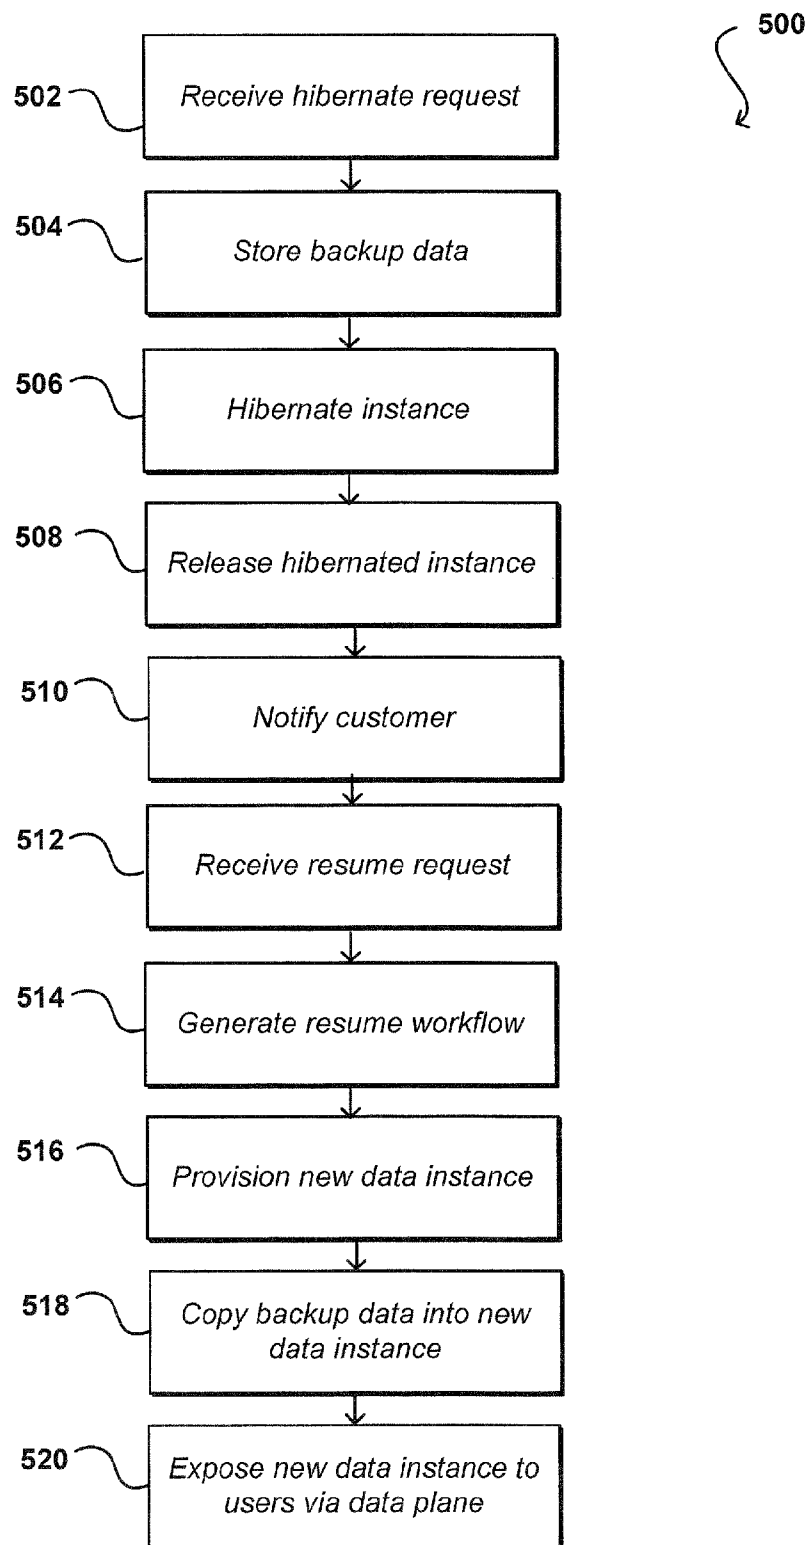 500
502
Receive hibernate request
504
Store backup data
506
Hibernate instance
508
Release hibernated instance
510
Notify customer
512
Receive resume request
514
Generate resume workflow
516
Provision new data instance
518
Copy backup data into new
data instance
520
Expose new data instance to
users via data plane